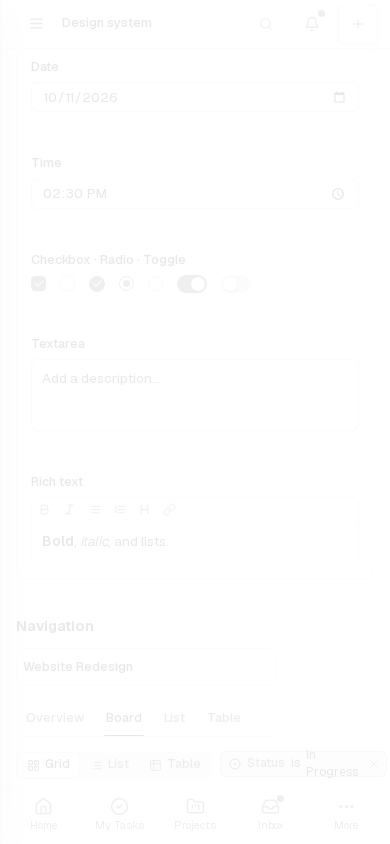 Design system
Date
10/11/2026
Time
02:30 PM
Checkbox · Radio · Toggle
Textarea
Add a description...
Rich text
B I H
Bold, italic, and lists.
Navigation
Website Redesign
Overview Board List Table
Grid List Table Status is In Progress
Home My Tasks Projects Inbox More